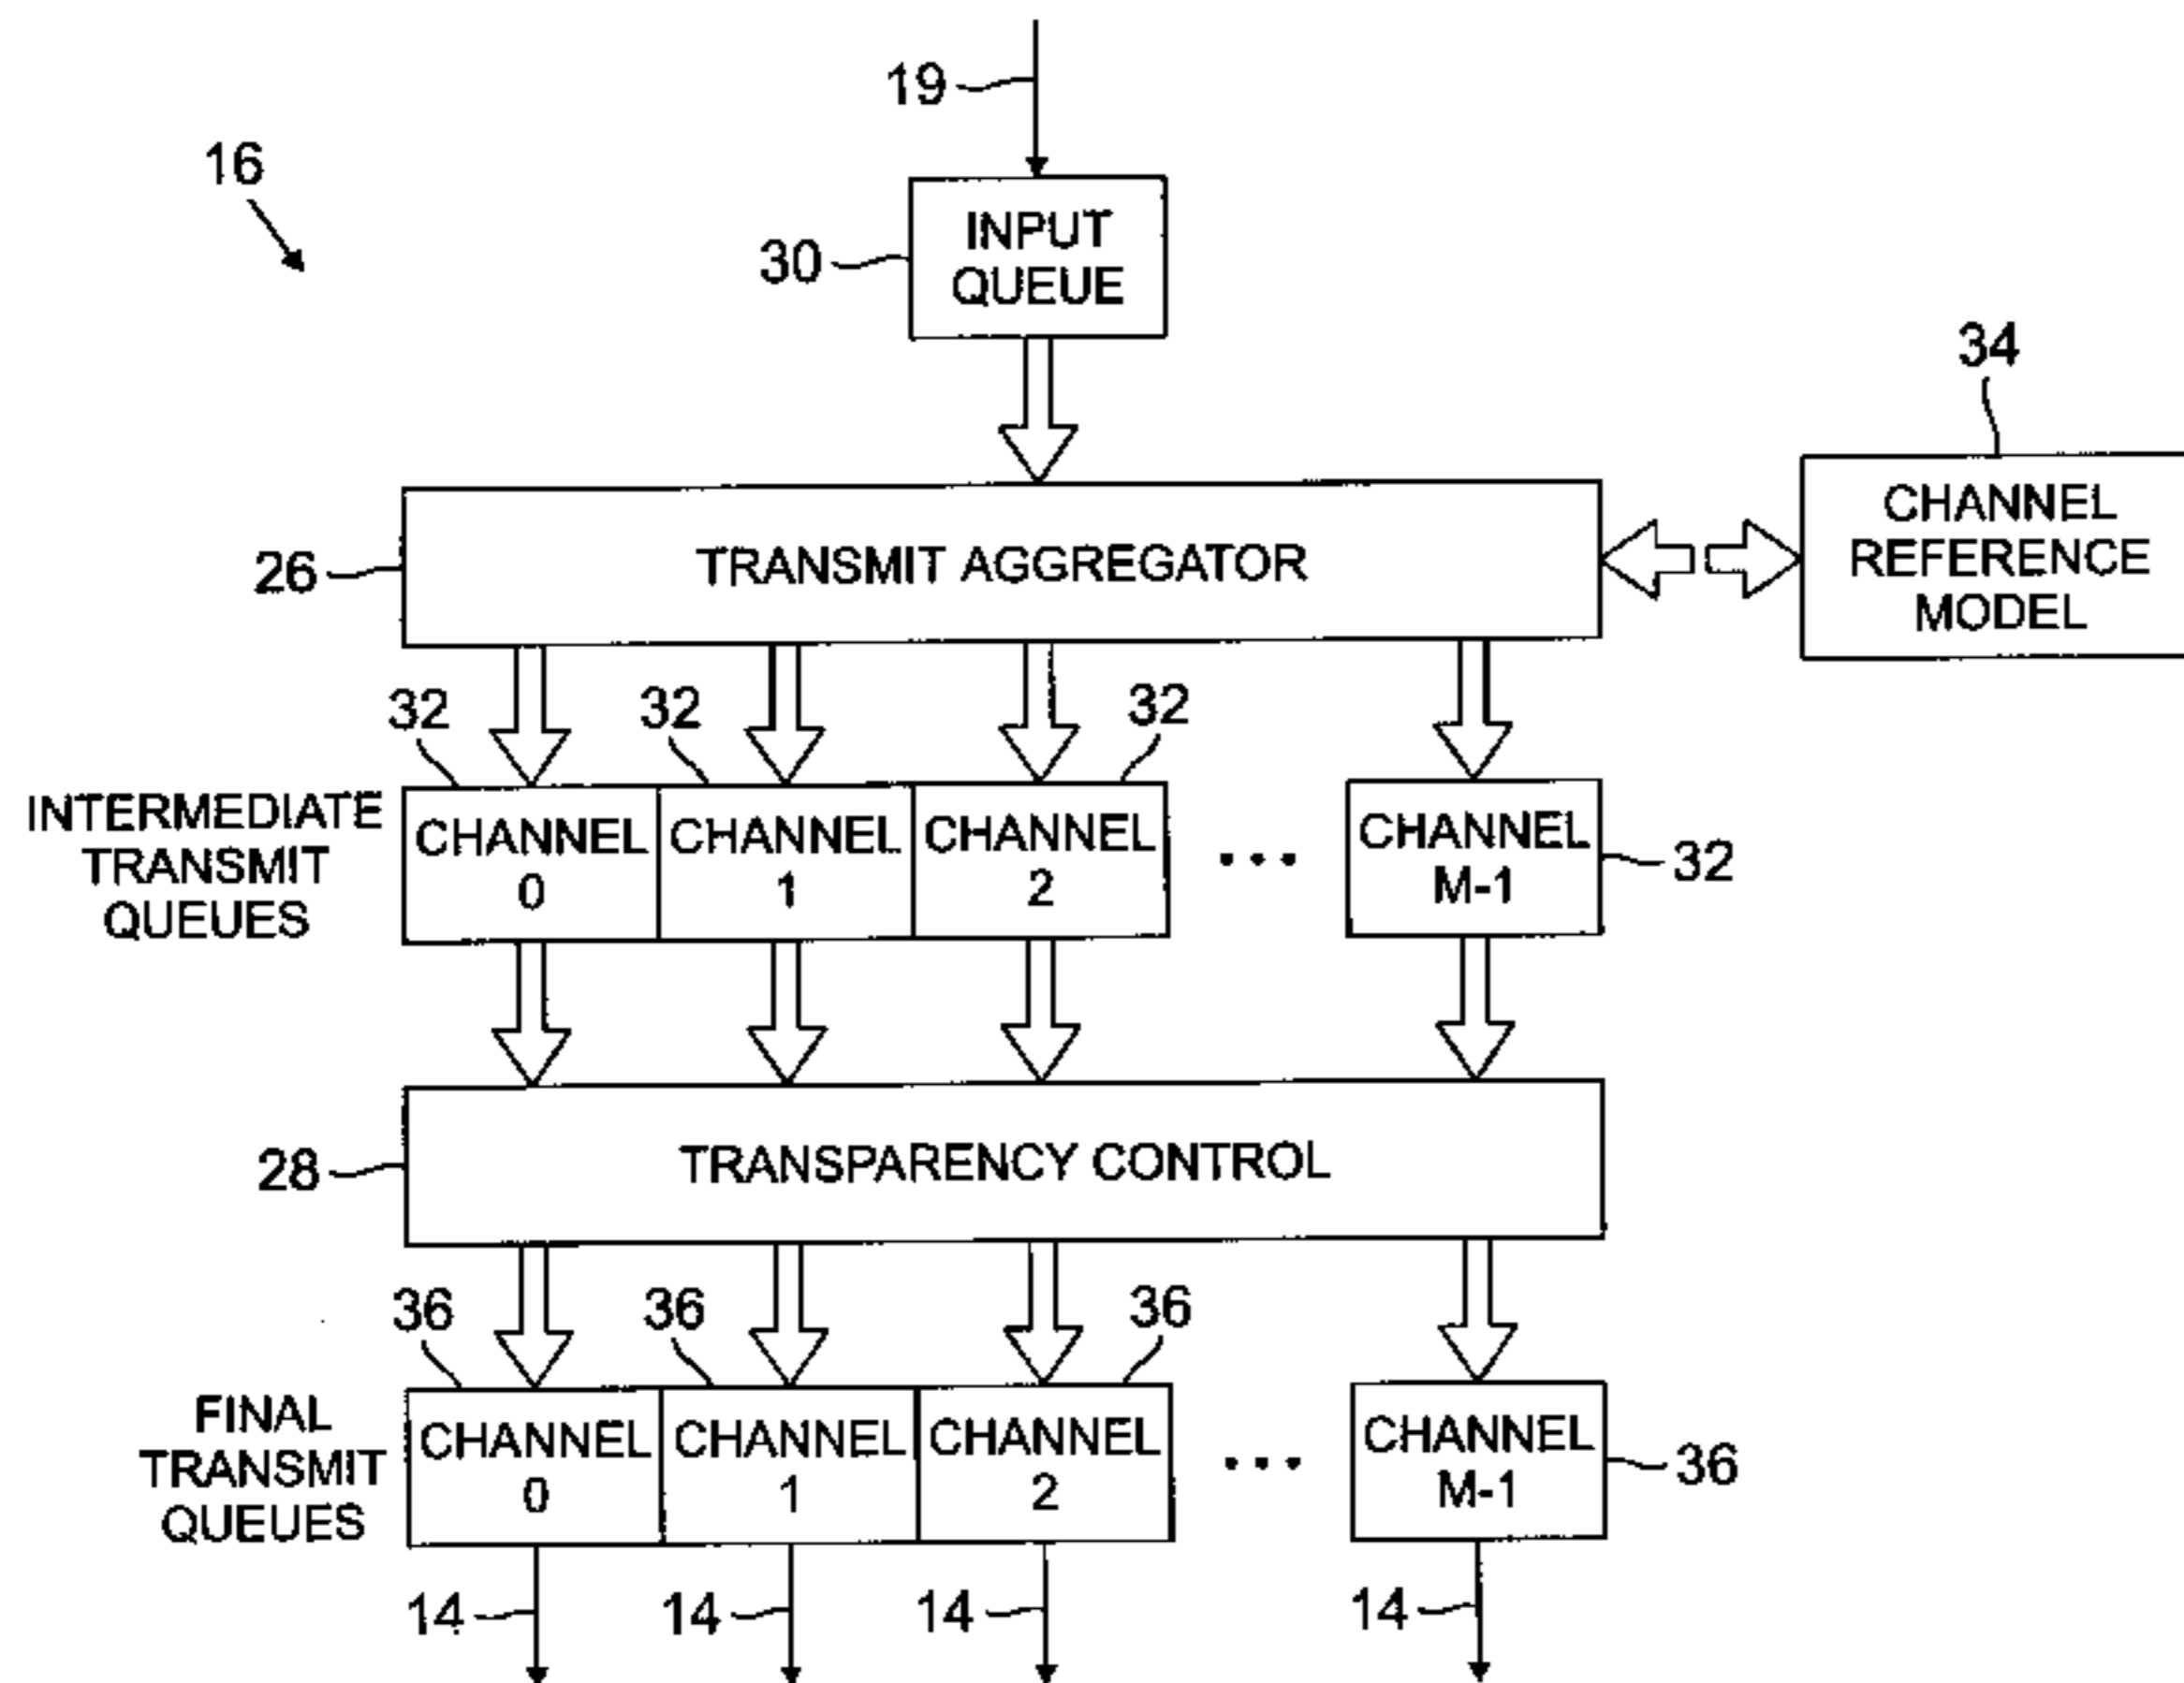 19
16
30
INPUT
QUEUE
34
CHANNEL
REFERENCE
MODEL
26
TRANSMIT AGGREGATOR
32
32
32
INTERMEDIATE
TRANSMIT
QUEUES
CHANNEL
0
CHANNEL
1
CHANNEL
2
• • •
CHANNEL
M-1
32
28
TRANSPARENCY CONTROL
36
36
36
FINAL
TRANSMIT
QUEUES
CHANNEL
0
CHANNEL
1
CHANNEL
2
• • •
CHANNEL
M-1
36
14
14
14
14